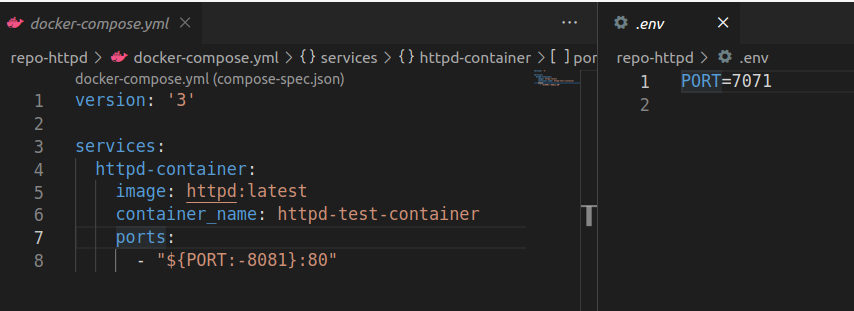 docker-compose.yml
repo-httpd > docker-compose.yml > {} services > {} httpd-container > [ ] por
docker-compose.yml (compose-spec.json)
1 version: '3'
2
3 services:
4 httpd-container:
5 image: httpd:latest
6 container_name: httpd-test-container
7 ports:
8 - "${PORT:-8081}:80"
.env
repo-httpd > .env
1 PORT=7071
2